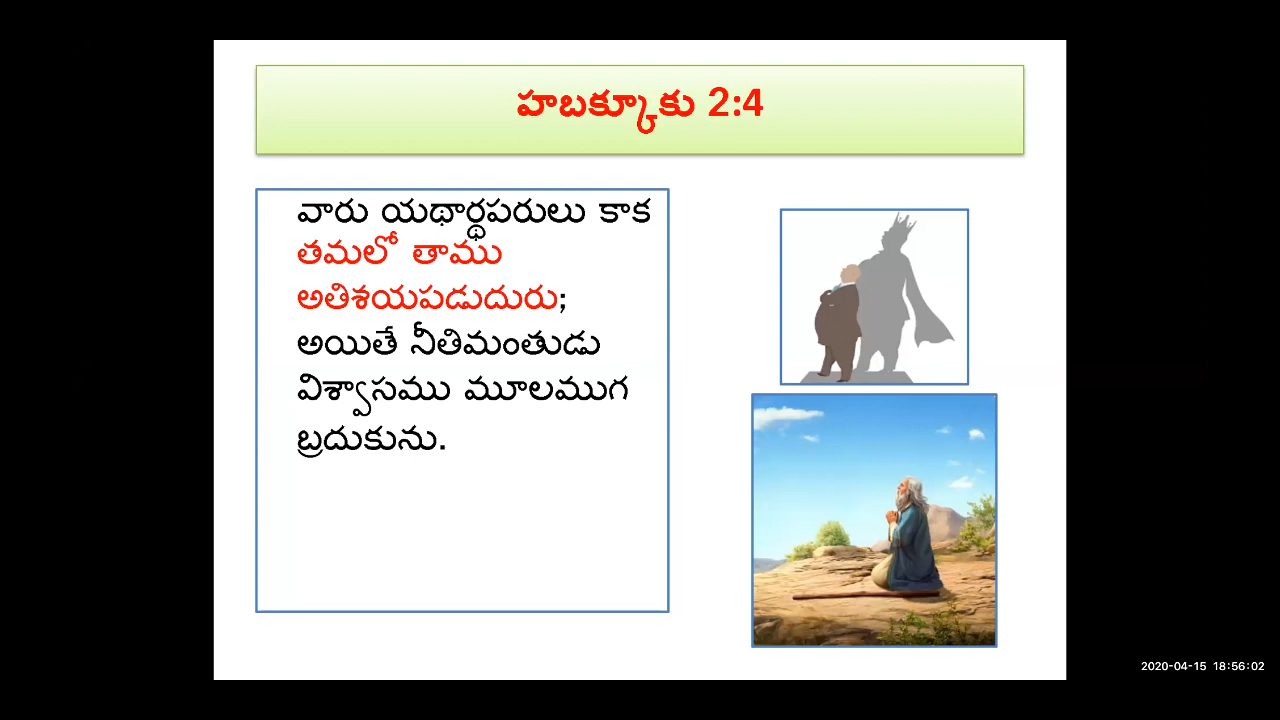 హబక్కూకు 2:4
వారు యథార్థపరులు కాక
తమలో తాము
అతిశయపడుదురు;
అయితే నీతిమంతుడు
విశ్వాసము మూలముగ
బ్రదుకును.
2020-04-15 18:56:02